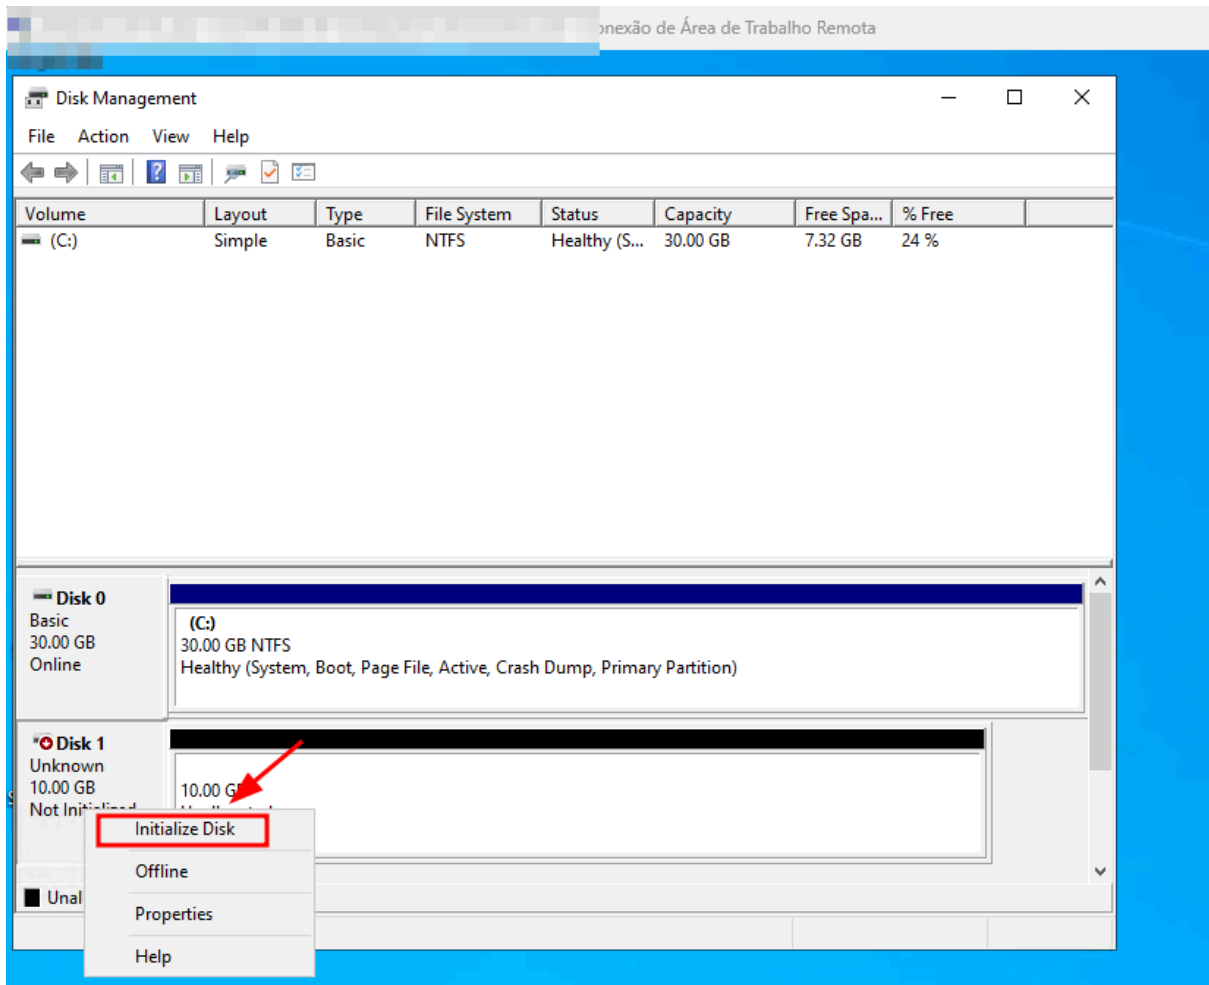 de Área de Trabalho Remota
Disk Management
File Action View Help
Volume Layout Type File System Status Capacity Free Spa... % Free
(C:) Simple Basic NTFS Healthy (S... 30.00 GB 7.32 GB 24 %
Disk 0
Basic
30.00 GB
Online
(C:)
30.00 GB NTFS
Healthy (System, Boot, Page File, Active, Crash Dump, Primary Partition)
Disk 1
Unknown
10.00 GB
Not Initialized
10.00
Initialize Disk
Offline
Properties
Help